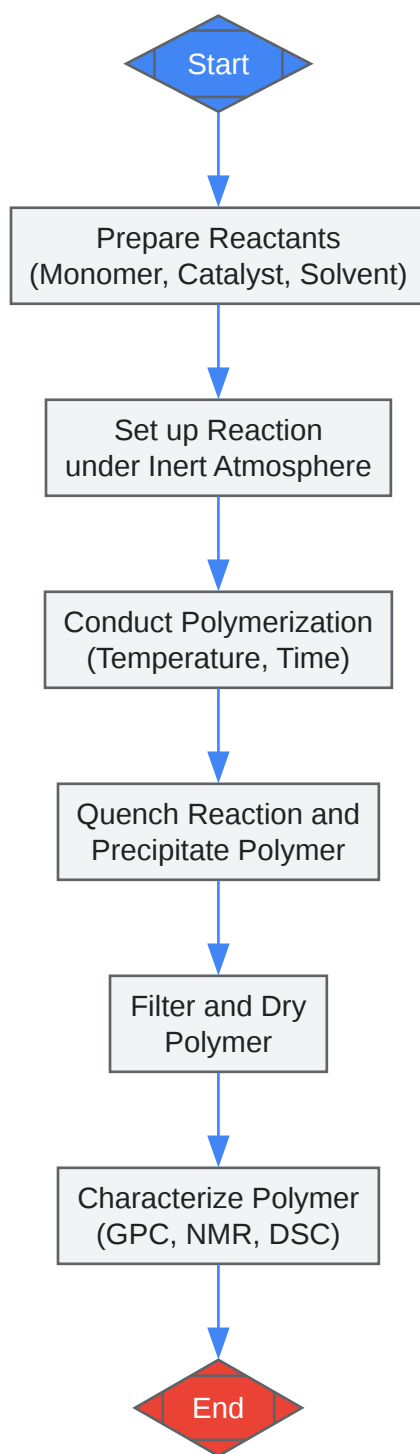 Start
Prepare Reactants
(Monomer, Catalyst, Solvent)
Set up Reaction
under Inert Atmosphere
Conduct Polymerization
(Temperature, Time)
Quench Reaction and
Precipitate Polymer
Filter and Dry
Polymer
Characterize Polymer
(GPC, NMR, DSC)
End